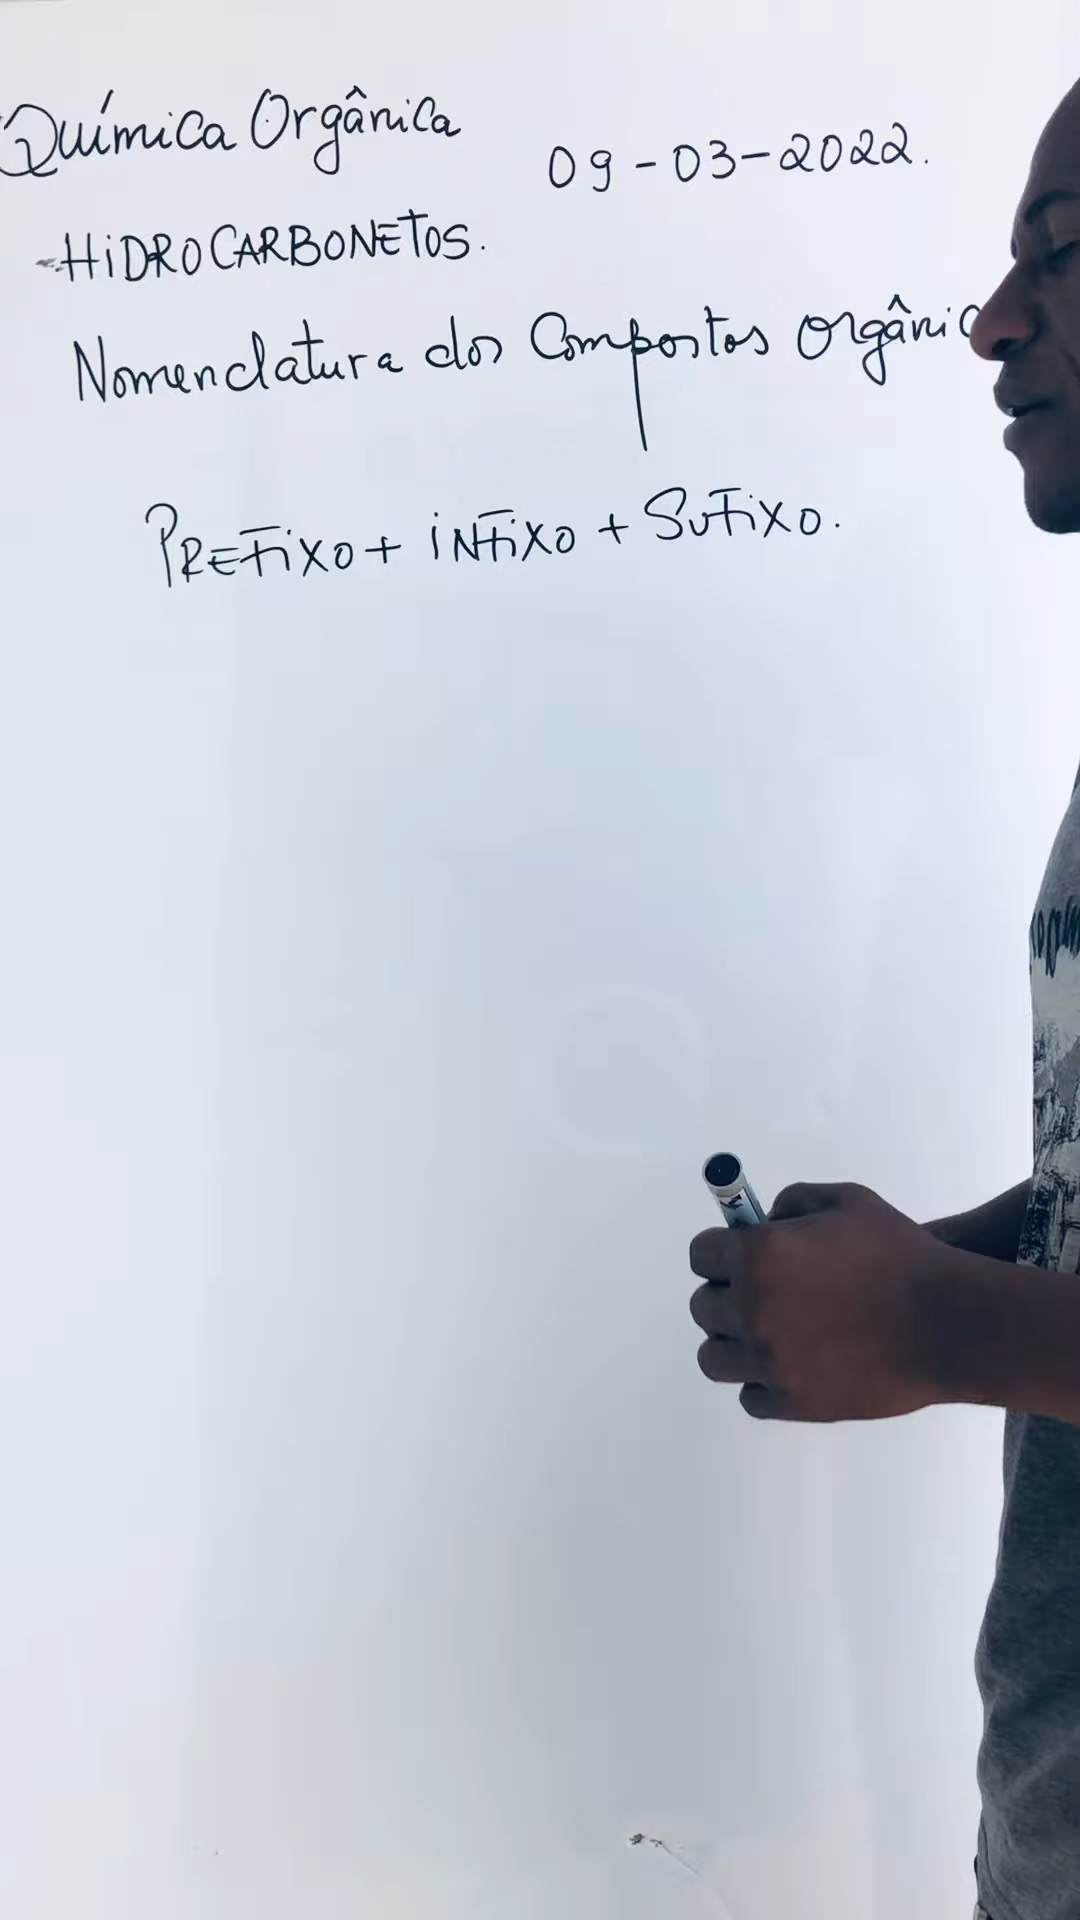 Química Orgânica
09-03-2022.
-HiDROCARBONETOS.
Nomenclatura dos Compostos Orgânic
PREFixo + iNFixo + SuFixo.